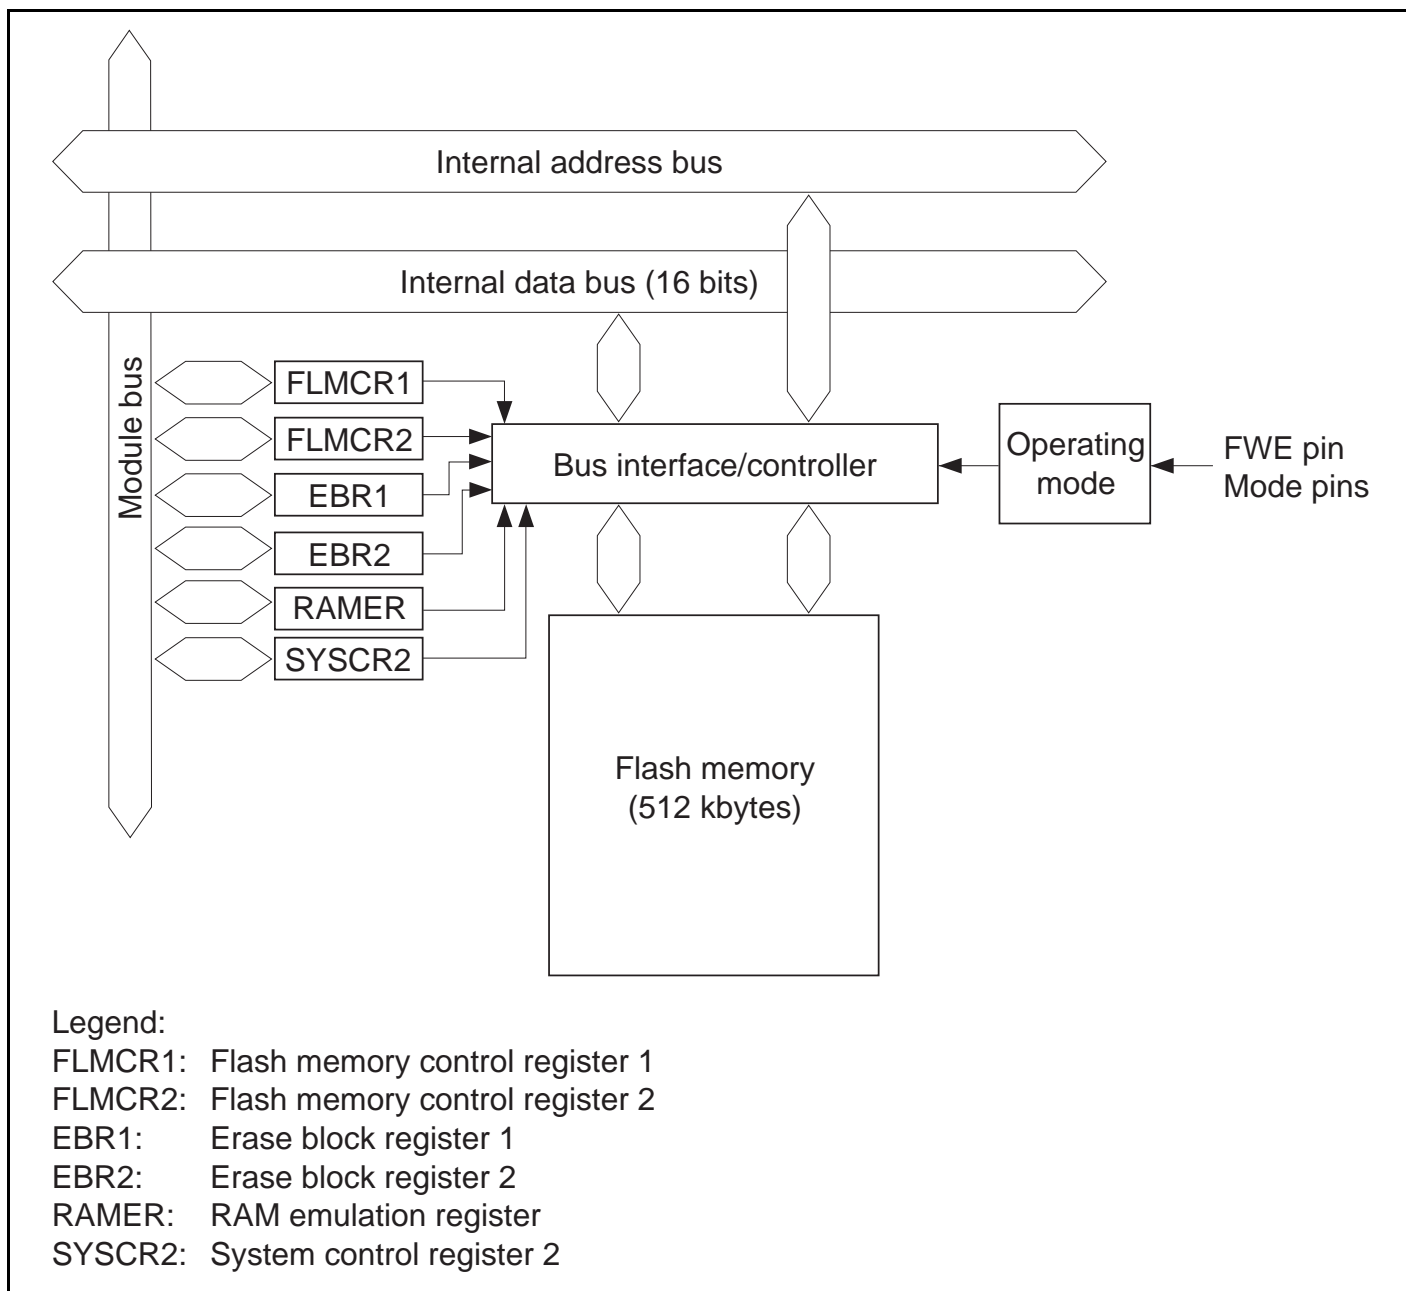 Internal address bus
Internal data bus (16 bits)
Module bus
FLMCR1
FLMCR2
EBR1
EBR2
RAMER
SYSCR2
Bus interface/controller
Operating
mode
FWE pin
Mode pins
Flash memory
(512 kbytes)
Legend:
FLMCR1: Flash memory control register 1
FLMCR2: Flash memory control register 2
EBR1: Erase block register 1
EBR2: Erase block register 2
RAMER: RAM emulation register
SYSCR2: System control register 2